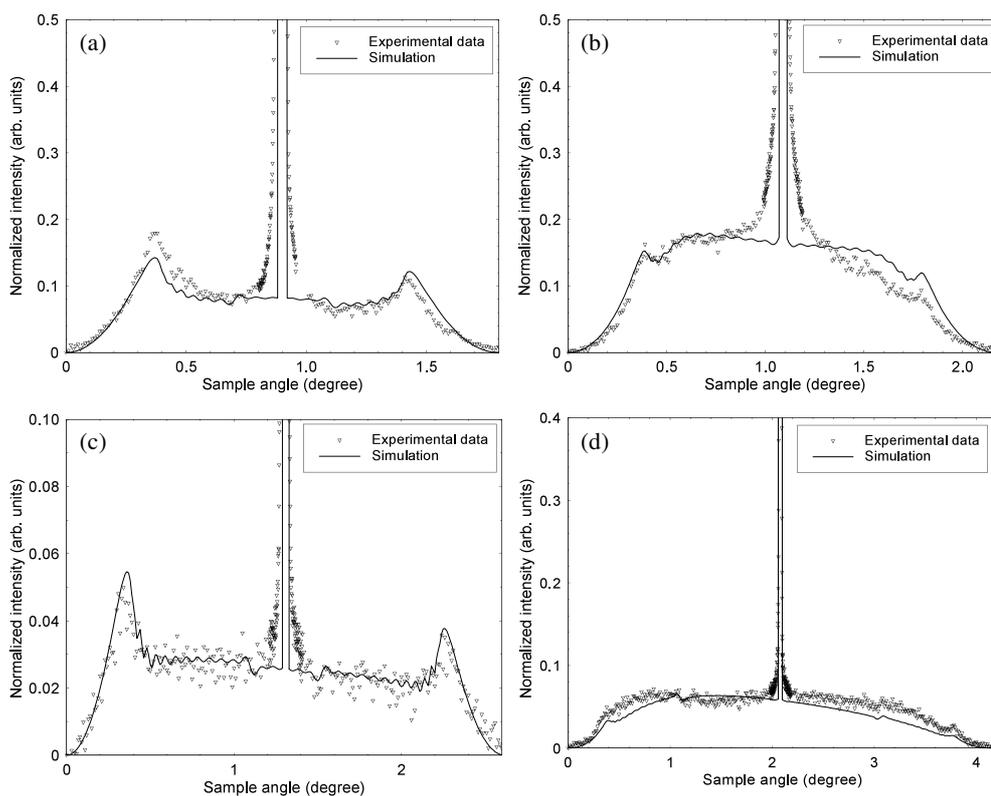 (a)
Experimental data
Simulation
Normalized intensity (arb. units)
0.5
0.4
0.3
0.2
0.1
0
0 0.5 1.0 1.5
Sample angle (degree)
(b)
Experimental data
Simulation
Normalized intensity (arb. units)
0.5
0.4
0.3
0.2
0.1
0
0 0.5 1.0 1.5 2.0
Sample angle (degree)
(c)
Experimental data
Simulation
Normalized intensity (arb. units)
0.10
0.08
0.06
0.04
0.02
0
0 1 2
Sample angle (degree)
(d)
Experimental data
Simulation
Normalized intensity (arb. units)
0.4
0.3
0.2
0.1
0
0 1 2 3 4
Sample angle (degree)